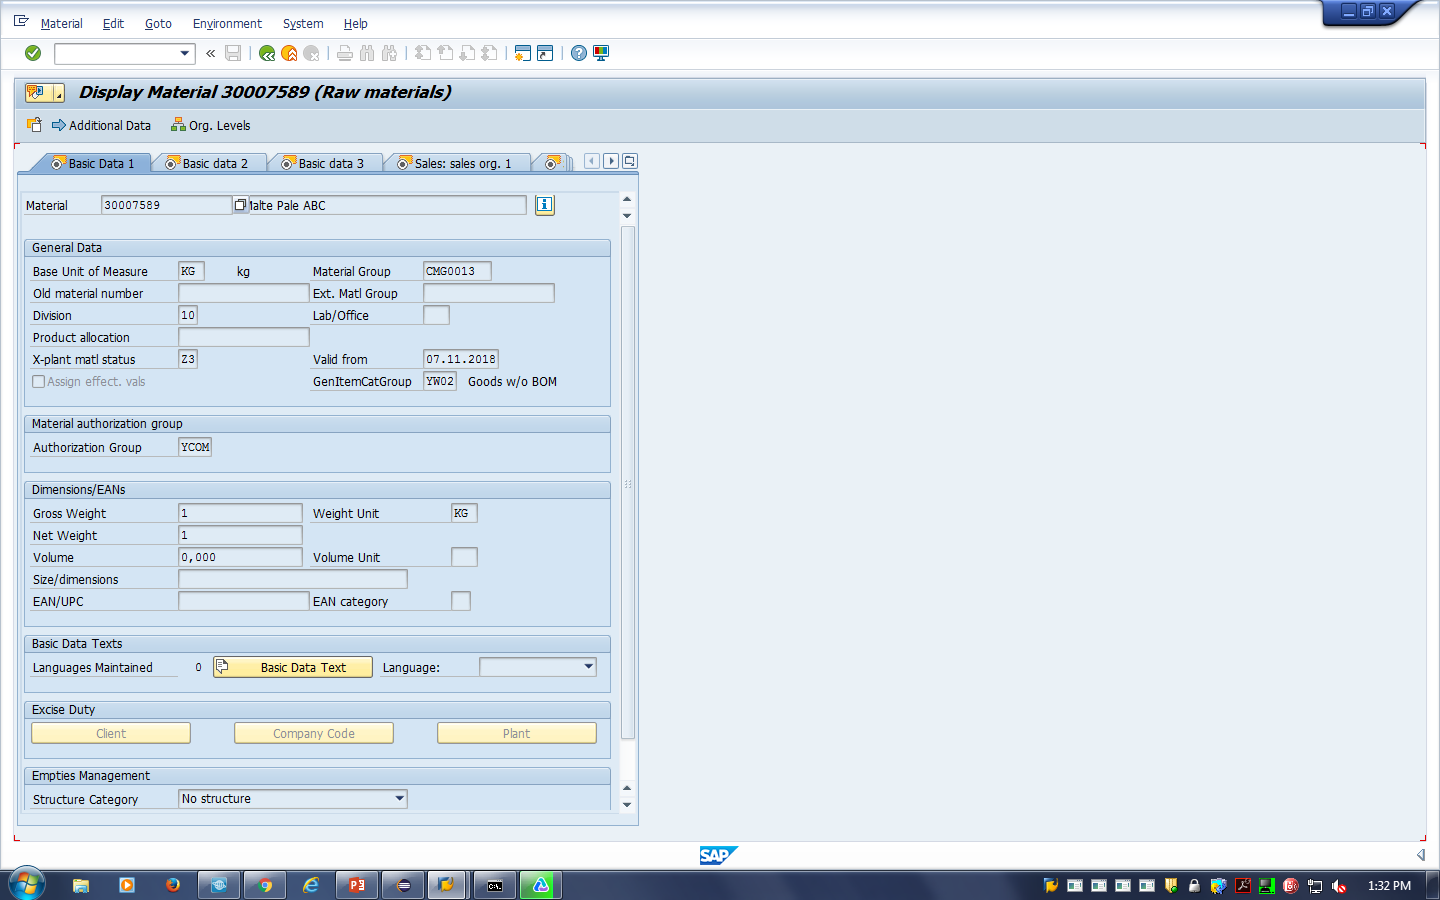 Material Edit Goto Environment System Help
Display Material 30007589 (Raw materials)
Additional Data Org. Levels
Basic Data 1 Basic data 2 Basic data 3 Sales: sales org. 1
Material 30007589 Malte Pale ABC
General Data
Base Unit of Measure KG kg Material Group CMG0013
Old material number Ext. Matl Group
Division 10 Lab/Office
Product allocation
X-plant matl status Z3 Valid from 07.11.2018
Assign effect. vals GenItemCatGroup YW02 Goods w/o BOM
Material authorization group
Authorization Group YCOM
Dimensions/EANs
Gross Weight 1 Weight Unit KG
Net Weight 1
Volume 0,000 Volume Unit
Size/dimensions
EAN/UPC EAN category
Basic Data Texts
Languages Maintained 0 Basic Data Text Language:
Excise Duty
Client Company Code Plant
Empties Management
Structure Category No structure
SAP
1:32 PM